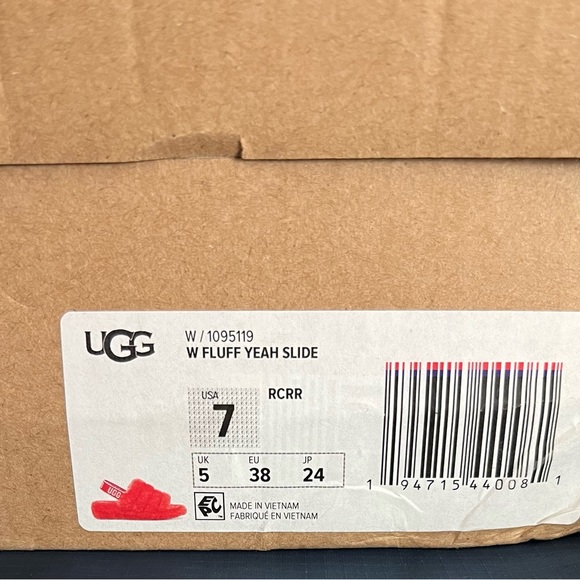 UGG
W / 1095119
W FLUFF YEAH SLIDE
USA
7
RCRR
UK EU JP
5 38 24
UGG
MADE IN VIETNAM
FABRIQUÉ EN VIETNAM
1 94715 44008 1